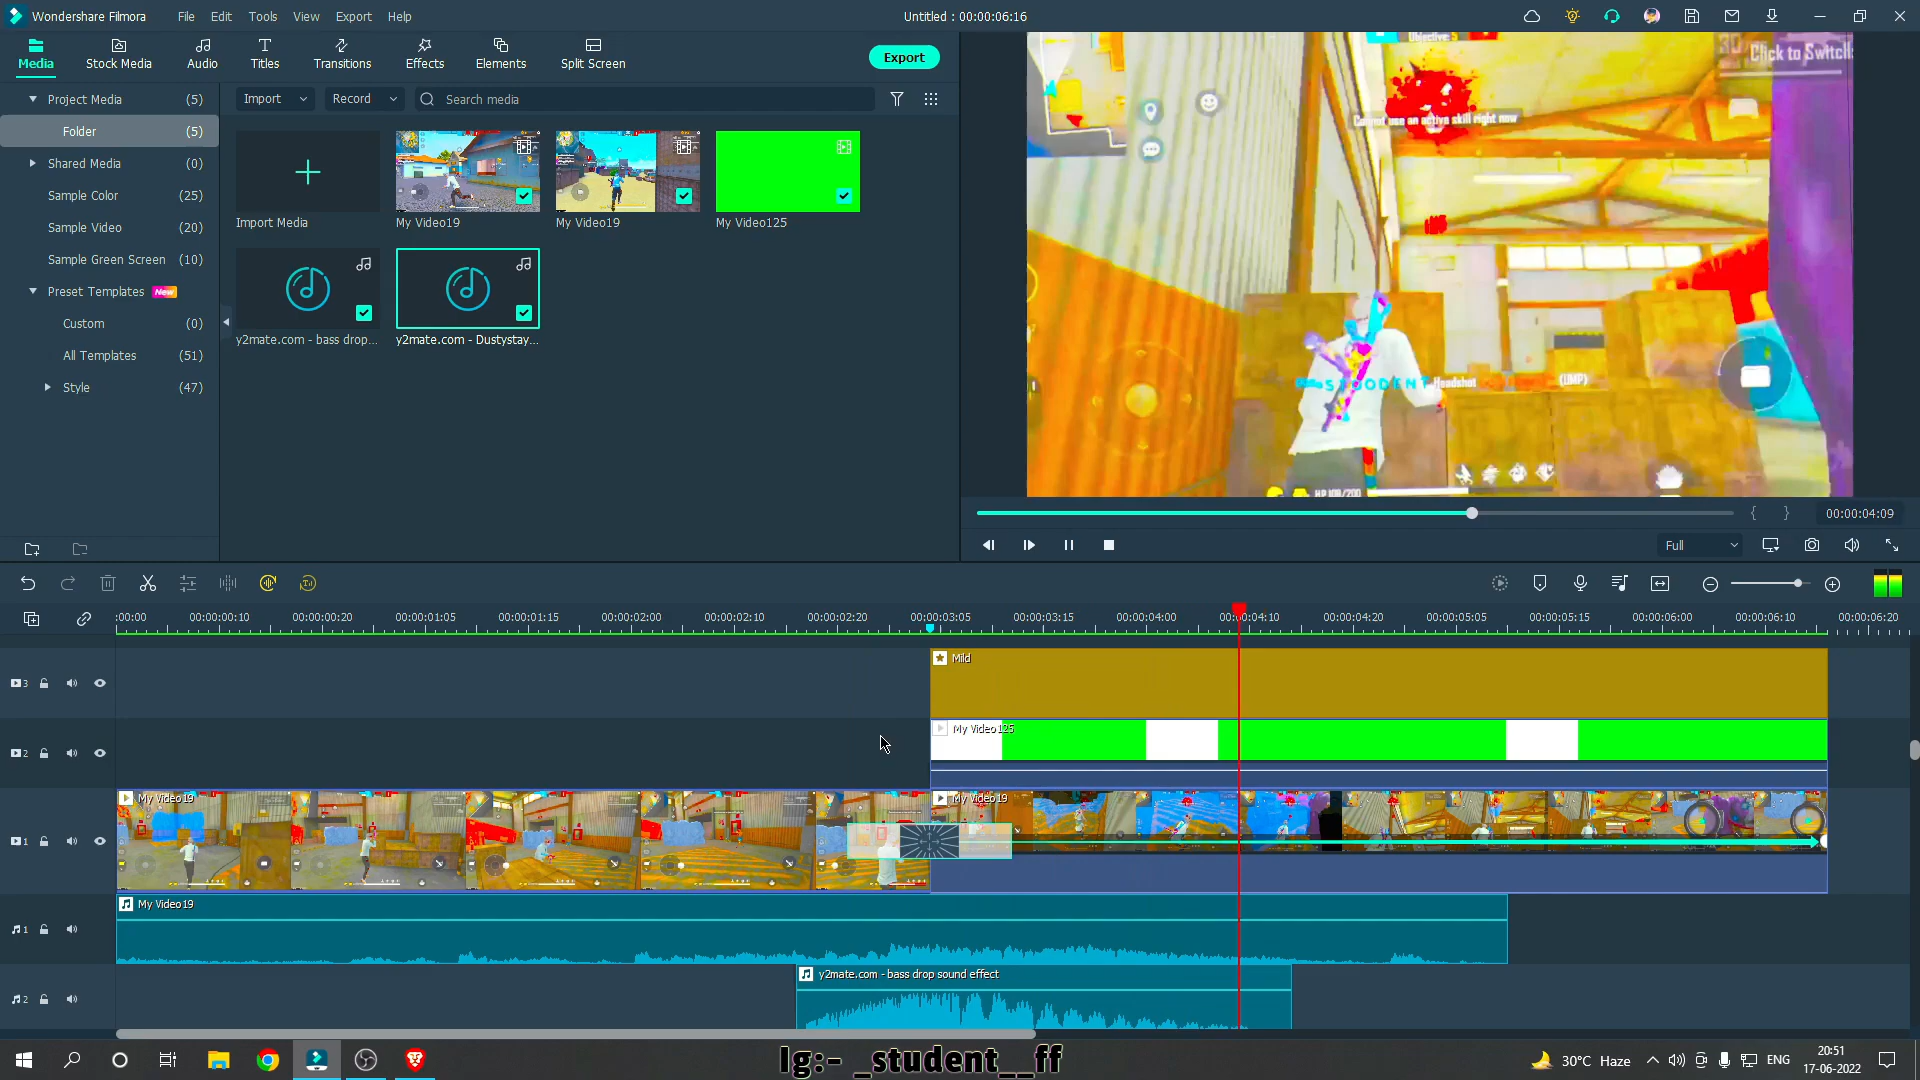 Wondershare Filmora File Edit Tools View Export Help
Untitled : 00:00:06:16
Media Stock Media Audio Titles Transitions Effects Elements Split Screen
Export
Project Media (5)
Folder (5)
Shared Media (0)
Sample Color (25)
Sample Video (20)
Sample Green Screen (10)
Preset Templates New
Custom (0)
All Templates (51)
Style (47)
Import Record Search media
Import Media
My Video19
My Video19
My Video125
y2mate.com - bass drop...
y2mate.com - Dustystay...
Objective
Click to Switch
Cannot use an active skill right now
Headshot
(UMP)
00:00:04:09
Full
:00:00 00:00:00:10 00:00:00:20 00:00:01:05 00:00:01:15 00:00:02:00 00:00:02:10 00:00:02:20 00:00:03:05 00:00:03:15 00:00:04:00 00:00:04:10 00:00:04:20 00:00:05:05 00:00:05:15 00:00:06:00 00:00:06:10 00:00:06:20
3
Mild
2
My Video125
1
My Video19
My Video19
1
My Video19
2
y2mate.com - bass drop sound effect
Ig:- _student__ff
30°C Haze
ENG
20:51
17-06-2022